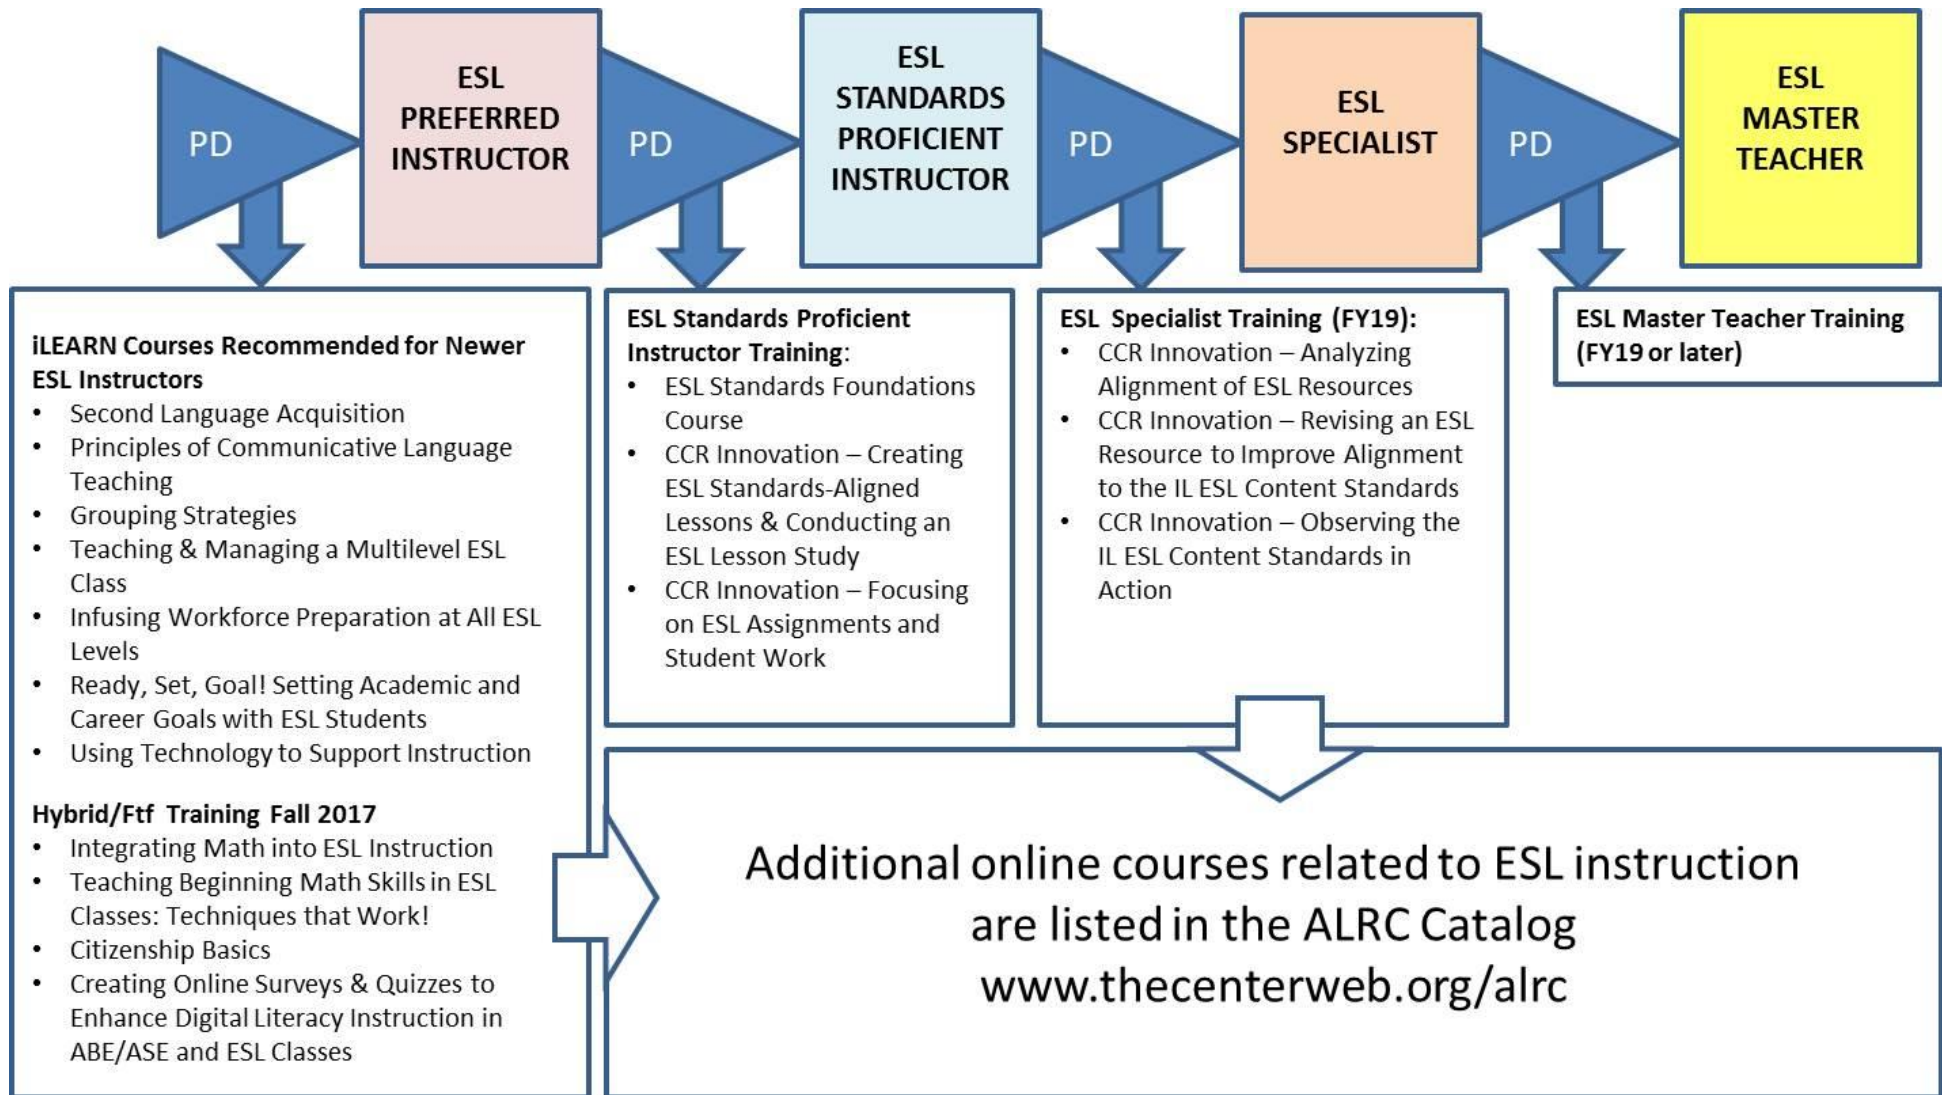 PD
ESL
PREFERRED
INSTRUCTOR
PD
ESL
STANDARDS
PROFICIENT
INSTRUCTOR
PD
ESL
SPECIALIST
PD
ESL
MASTER
TEACHER
iLEARN Courses Recommended for Newer
ESL Instructors
• Second Language Acquisition
• Principles of Communicative Language
Teaching
• Grouping Strategies
• Teaching & Managing a Multilevel ESL
Class
• Infusing Workforce Preparation at All ESL
Levels
• Ready, Set, Goal! Setting Academic and
Career Goals with ESL Students
• Using Technology to Support Instruction
Hybrid/Ftf Training Fall 2017
• Integrating Math into ESL Instruction
• Teaching Beginning Math Skills in ESL
Classes: Techniques that Work!
• Citizenship Basics
• Creating Online Surveys & Quizzes to
Enhance Digital Literacy Instruction in
ABE/ASE and ESL Classes
ESL Standards Proficient
Instructor Training:
• ESL Standards Foundations
Course
• CCR Innovation – Creating
ESL Standards-Aligned
Lessons & Conducting an
ESL Lesson Study
• CCR Innovation – Focusing
on ESL Assignments and
Student Work
ESL Specialist Training (FY19):
• CCR Innovation – Analyzing
Alignment of ESL Resources
• CCR Innovation – Revising an ESL
Resource to Improve Alignment
to the IL ESL Content Standards
• CCR Innovation – Observing the
IL ESL Content Standards in
Action
ESL Master Teacher Training
(FY19 or later)
Additional online courses related to ESL instruction
are listed in the ALRC Catalog
www.thecenterweb.org/alrc